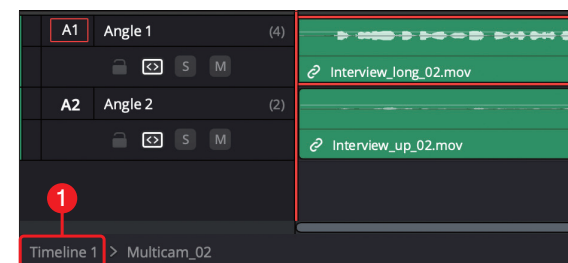 A1 Angle 1 (4)
S M
Interview_long_02.mov
A2 Angle 2 (2)
S M
Interview_up_02.mov
1
Timeline 1 > Multicam_02